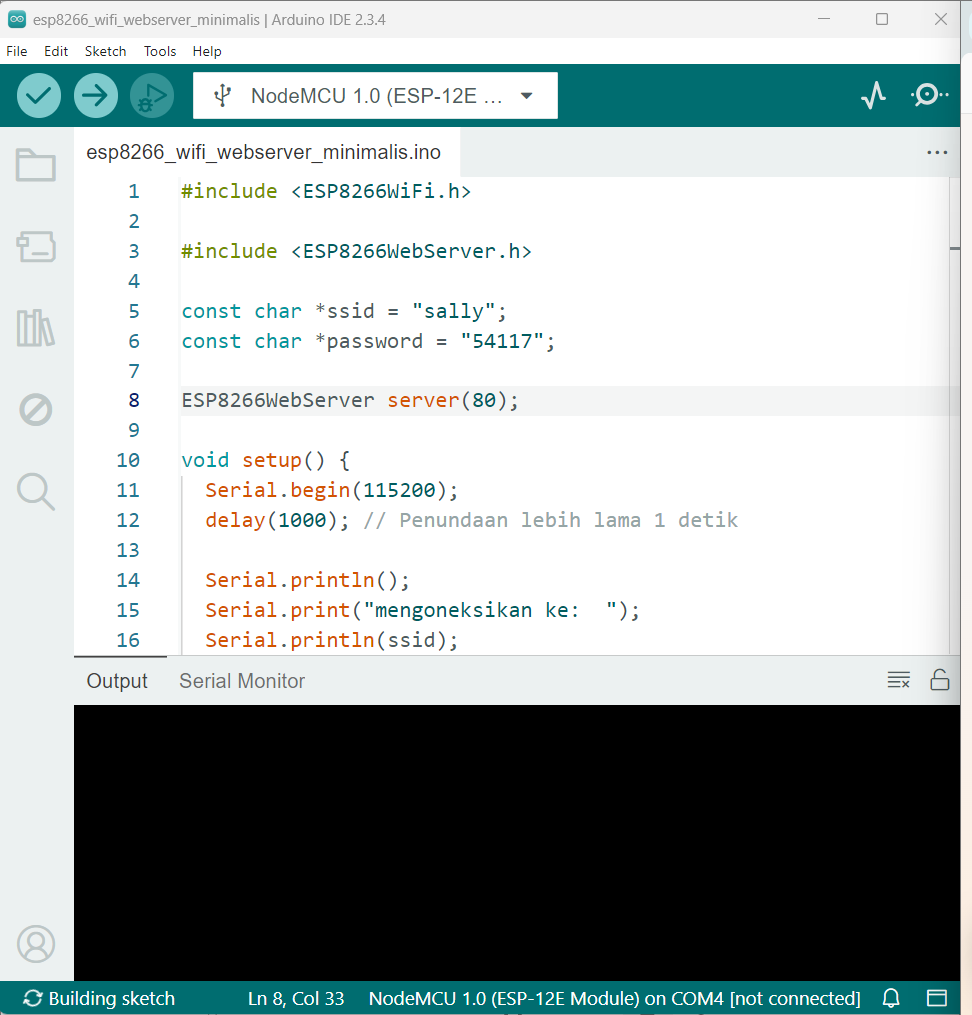 esp8266_wifi_webserver_minimalis | Arduino IDE 2.3.4
File Edit Sketch Tools Help
NodeMCU 1.0 (ESP-12E ...
esp8266_wifi_webserver_minimalis.ino
1 #include <ESP8266WiFi.h>
2
3 #include <ESP8266WebServer.h>
4
5 const char *ssid = "sally";
6 const char *password = "54117";
7
8 ESP8266WebServer server(80);
9
10 void setup() {
11 Serial.begin(115200);
12 delay(1000); // Penundaan lebih lama 1 detik
13
14 Serial.println();
15 Serial.print("mengoneksikan ke:  ");
16 Serial.println(ssid);
Output Serial Monitor
Building sketch Ln 8, Col 33 NodeMCU 1.0 (ESP-12E Module) on COM4 [not connected]